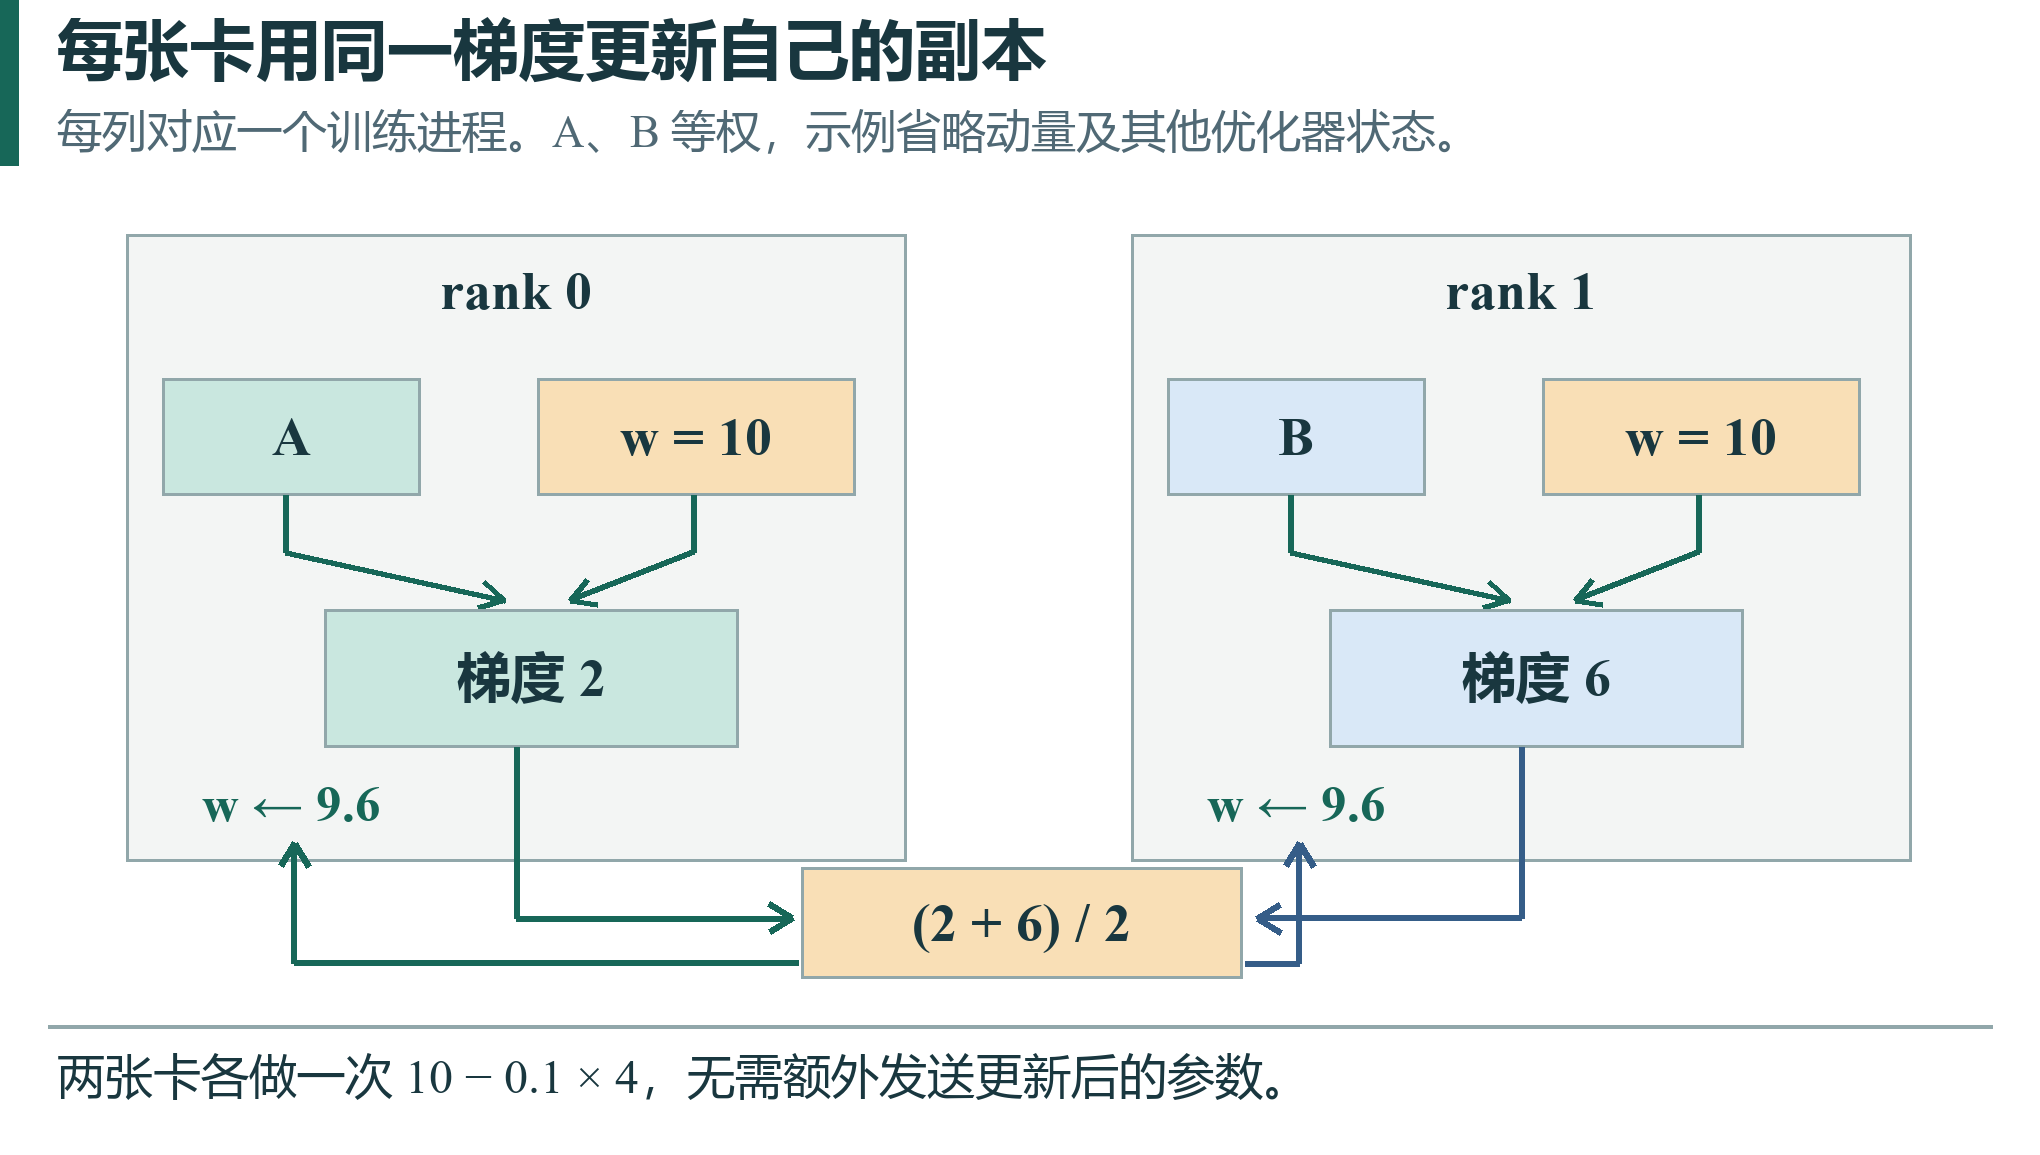 每张卡用同一梯度更新自己的副本
每列对应一个训练进程。A、B 等权，示例省略动量及其他优化器状态。
rank 0
A
w = 10
梯度 2
w ← 9.6
rank 1
B
w = 10
梯度 6
w ← 9.6
(2 + 6) / 2
两张卡各做一次 10 − 0.1 × 4，无需额外发送更新后的参数。